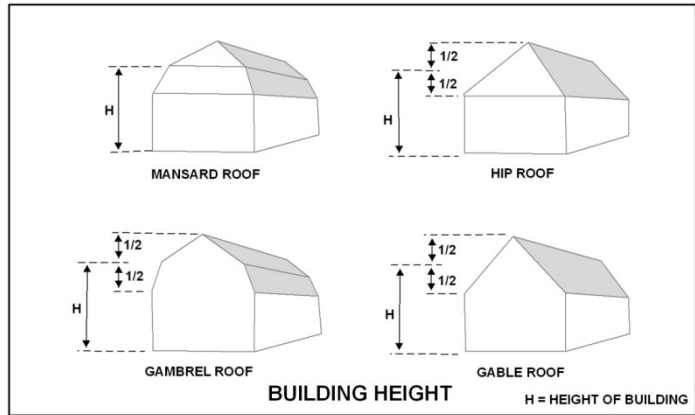 1/2
1/2
H
MANSARD ROOF
H
HIP ROOF
1/2
1/2
H
GAMBREL ROOF
1/2
1/2
H
GABLE ROOF
BUILDING HEIGHT
H = HEIGHT OF BUILDING